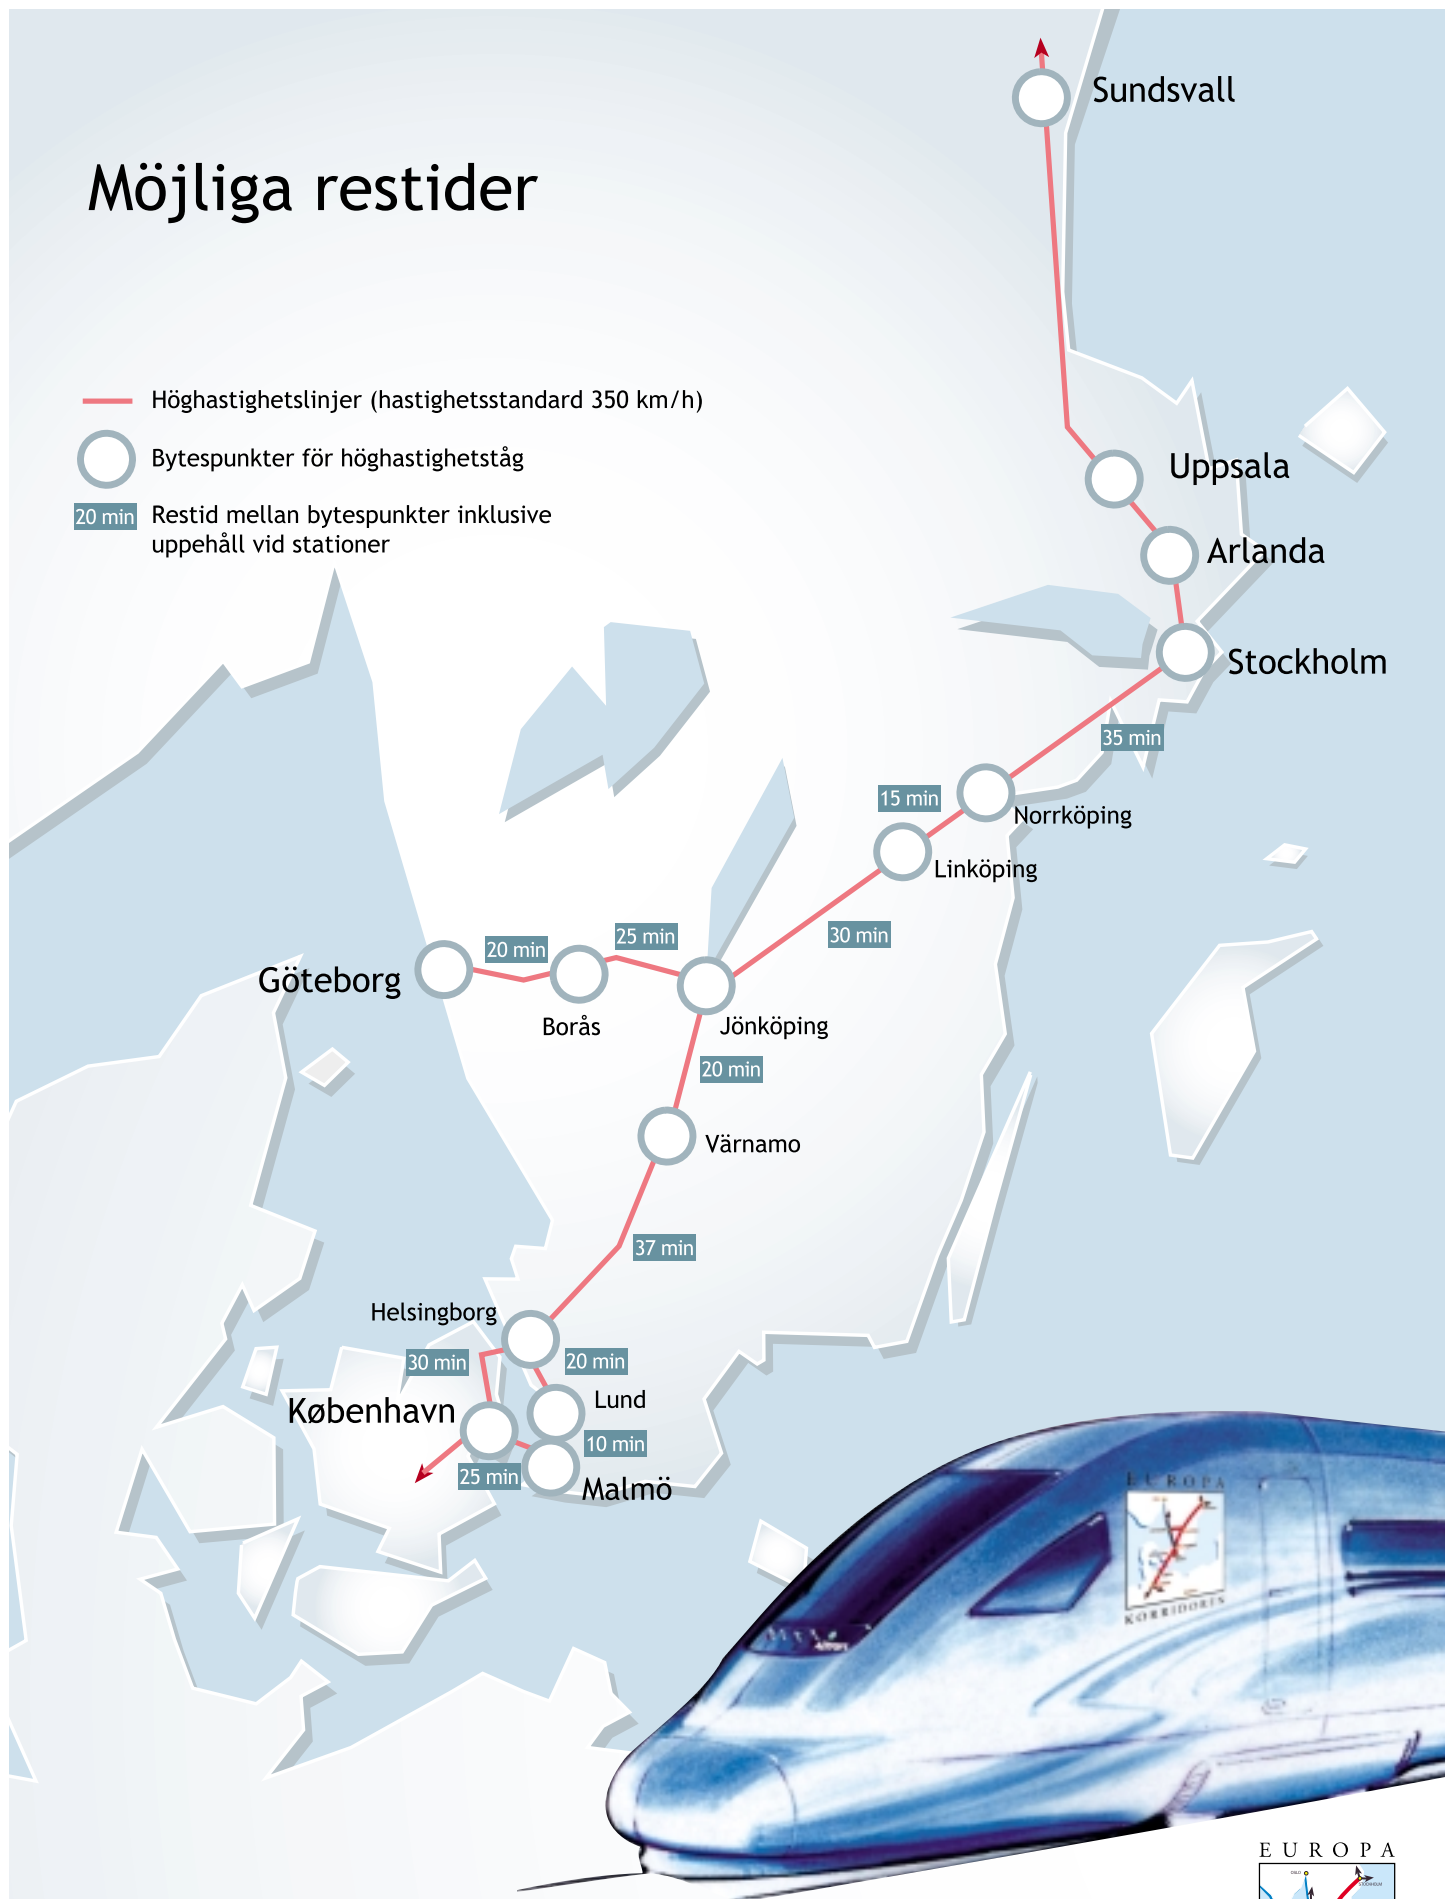 Sundsvall
Möjliga restider
Höghastighetslinjer (hastighetsstandard 350 km/h)
Bytespunkter för höghastighetståg
20 min
Restid mellan bytespunkter inklusive
uppehåll vid stationer
Uppsala
Arlanda
Stockholm
35 min
15 min
Norrköping
Linköping
30 min
25 min
20 min
Göteborg
Borås
Jönköping
20 min
Värnamo
37 min
Helsingborg
30 min
20 min
Lund
København
10 min
25 min
Malmö
EUROPA
KORRIDOREN
EUROPA
OSLO
STOCKHOLM